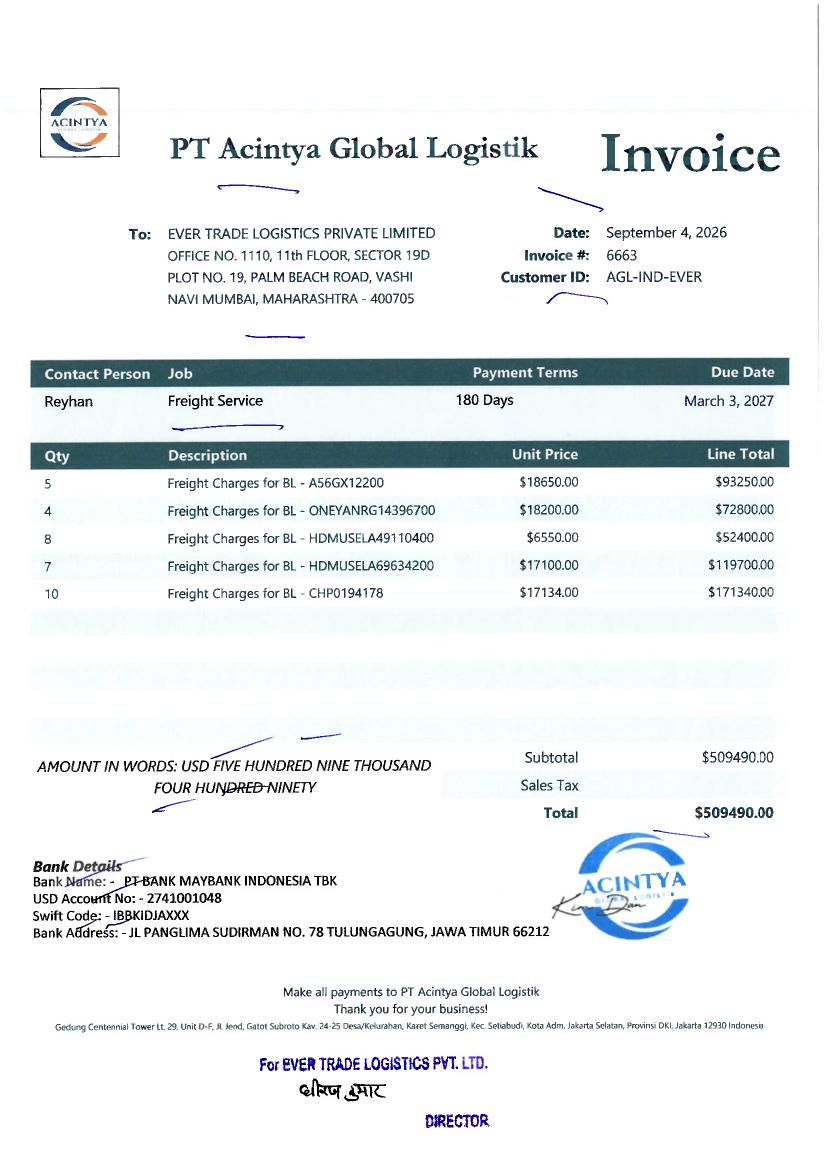 ACINTYA
PT Acintya Global Logistik
Invoice
To: EVER TRADE LOGISTICS PRIVATE LIMITED
OFFICE NO. 1110, 11th FLOOR, SECTOR 19D
PLOT NO. 19, PALM BEACH ROAD, VASHI
NAVI MUMBAI, MAHARASHTRA - 400705
Date: September 4, 2026
Invoice #: 6663
Customer ID: AGL-IND-EVER
Contact Person Job Payment Terms Due Date
Reyhan Freight Service 180 Days March 3, 2027
Qty Description Unit Price Line Total
5 Freight Charges for BL - A56GX12200 $18650.00 $93250.00
4 Freight Charges for BL - ONEYANRG14396700 $18200.00 $72800.00
8 Freight Charges for BL - HDMUSELA49110400 $6550.00 $52400.00
7 Freight Charges for BL - HDMUSELA69634200 $17100.00 $119700.00
10 Freight Charges for BL - CHP0194178 $17134.00 $171340.00
AMOUNT IN WORDS: USD FIVE HUNDRED NINE THOUSAND
FOUR HUNDRED NINETY
Subtotal $509490.00
Sales Tax
Total $509490.00
Bank Details
Bank Name: - PT BANK MAYBANK INDONESIA TBK
USD Account No: - 2741001048
Swift Code: - IBBKIDJAXXX
Bank Address: - JL PANGLIMA SUDIRMAN NO. 78 TULUNGAGUNG, JAWA TIMUR 66212
ACINTYA
GLOBAL LOGISTIK
Make all payments to PT Acintya Global Logistik
Thank you for your business!
Gedung Centennial Tower Lt. 29, Unit D-F, Jl. Jend, Gatot Subroto Kav. 24-25 Desa/Kelurahan, Karet Semanggi, Kec. Setiabudi, Kota Adm. Jakarta Selatan, Provinsi DKI, Jakarta 12930 Indonesia
For EVER TRADE LOGISTICS PVT. LTD.
धीरज कुमार
DIRECTOR